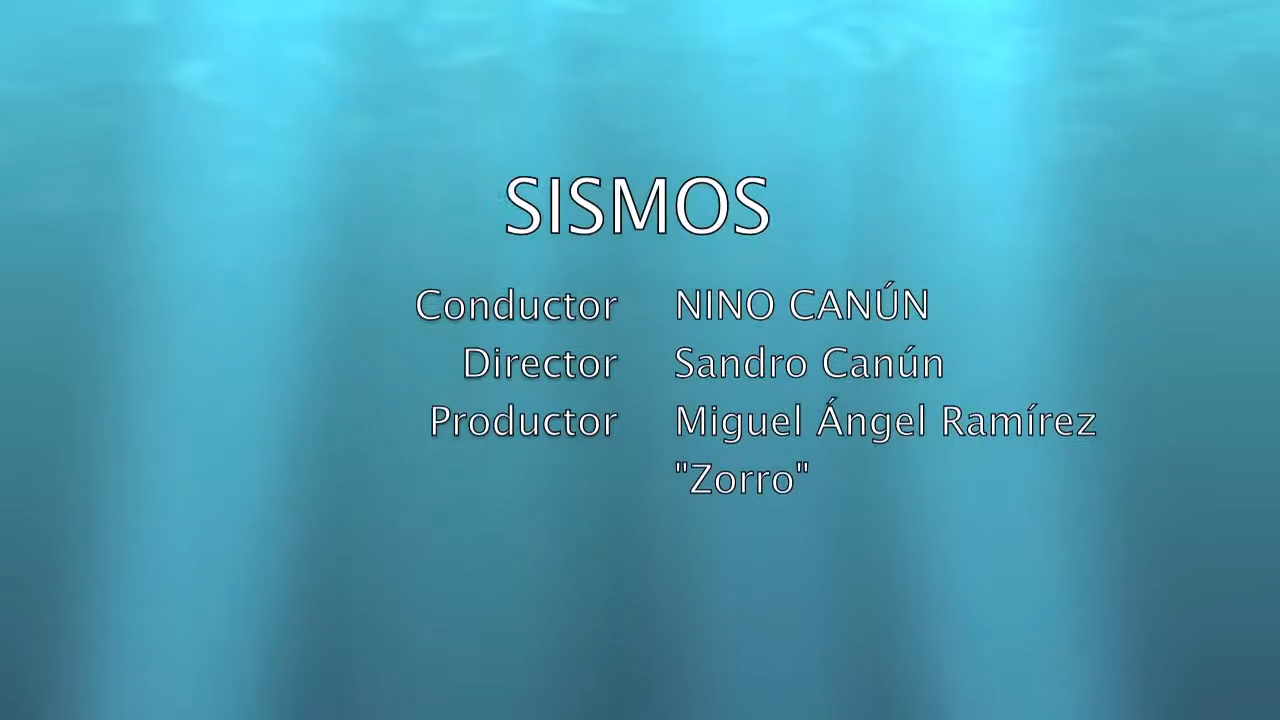 SISMOS
Conductor NINO CANÚN
Director Sandro Canún
Productor Miguel Ángel Ramírez
"Zorro"